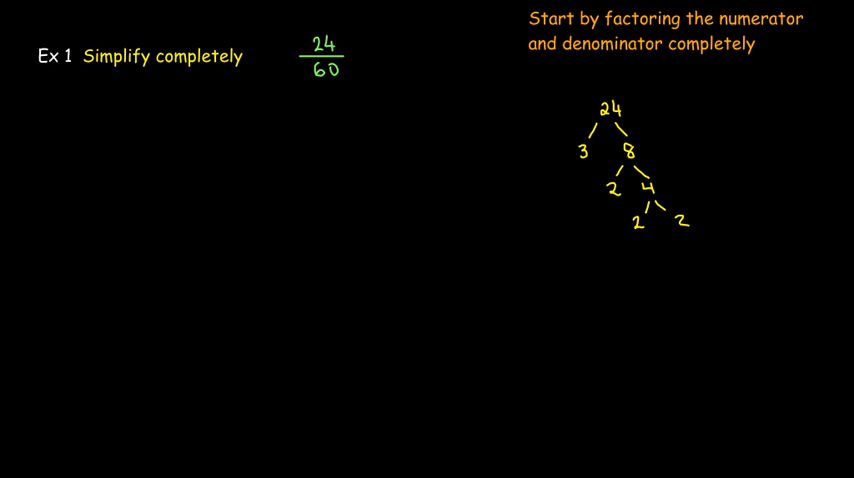 Start by factoring the numerator
and denominator completely
Ex 1 Simplify completely
24
60
24
3 8
2 4
2 2